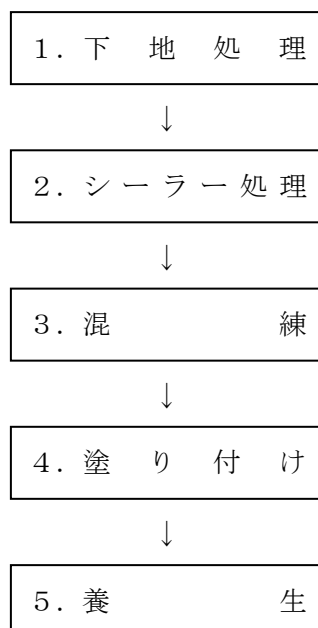 1. 下地処理
↓
2. シーラー処理
↓
3. 混練
↓
4. 塗り付け
↓
5. 養生